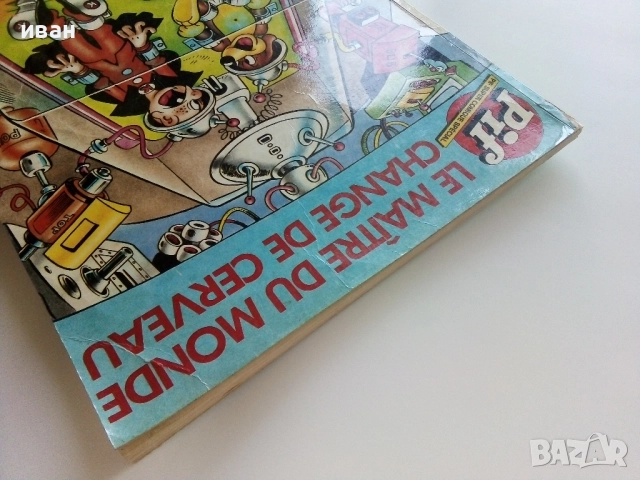 иван
LE MAÎTRE DU MONDE
CHANGE DE CERVEAU
Pif
BAZAR